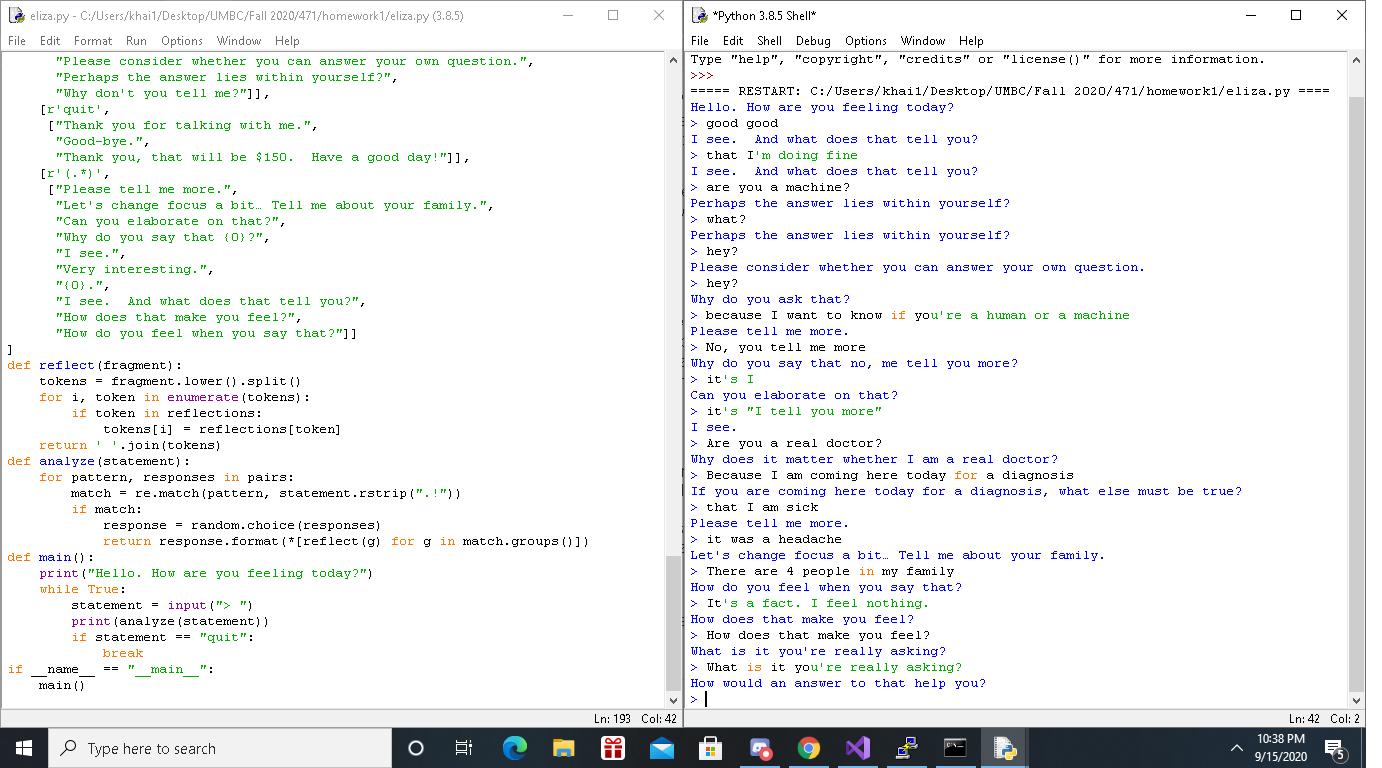 eliza.py - C:/Users/khai1/Desktop/UMBC/Fall 2020/471/homework1/eliza.py (3.8.5)
File Edit Format Run Options Window Help
"Please consider whether you can answer your own question.",
"Perhaps the answer lies within yourself?",
"Why don't you tell me?"]],
[r'quit',
["Thank you for talking with me.",
"Good-bye.",
"Thank you, that will be $150.  Have a good day!"]],
[r'(.*)',
["Please tell me more.",
"Let's change focus a bit… Tell me about your family.",
"Can you elaborate on that?",
"Why do you say that {0}?",
"I see.",
"Very interesting.",
"{0}.",
"I see.  And what does that tell you?",
"How does that make you feel?",
"How do you feel when you say that?"]]
]
def reflect(fragment):
    tokens = fragment.lower().split()
    for i, token in enumerate(tokens):
        if token in reflections:
            tokens[i] = reflections[token]
    return ' '.join(tokens)
def analyze(statement):
    for pattern, responses in pairs:
        match = re.match(pattern, statement.rstrip(".!"))
        if match:
            response = random.choice(responses)
            return response.format(*[reflect(g) for g in match.groups()])
def main():
    print("Hello. How are you feeling today?")
    while True:
        statement = input("> ")
        print(analyze(statement))
        if statement == "quit":
            break
if __name__ == "__main__":
    main()
Ln: 193 Col: 42
*Python 3.8.5 Shell*
File Edit Shell Debug Options Window Help
Type "help", "copyright", "credits" or "license()" for more information.
>>>
===== RESTART: C:/Users/khai1/Desktop/UMBC/Fall 2020/471/homework1/eliza.py ====
Hello. How are you feeling today?
> good good
I see.  And what does that tell you?
> that I'm doing fine
I see.  And what does that tell you?
> are you a machine?
Perhaps the answer lies within yourself?
> what?
Perhaps the answer lies within yourself?
> hey?
Please consider whether you can answer your own question.
> hey?
Why do you ask that?
> because I want to know if you're a human or a machine
Please tell me more.
> No, you tell me more
Why do you say that no, me tell you more?
> it's I
Can you elaborate on that?
> it's "I tell you more"
I see.
> Are you a real doctor?
Why does it matter whether I am a real doctor?
> Because I am coming here today for a diagnosis
If you are coming here today for a diagnosis, what else must be true?
> that I am sick
Please tell me more.
> it was a headache
Let's change focus a bit… Tell me about your family.
> There are 4 people in my family
How do you feel when you say that?
> It's a fact. I feel nothing.
How does that make you feel?
> How does that make you feel?
What is it you're really asking?
> What is it you're really asking?
How would an answer to that help you?
>
Ln: 42 Col: 2
Type here to search
10:38 PM
9/15/2020
5